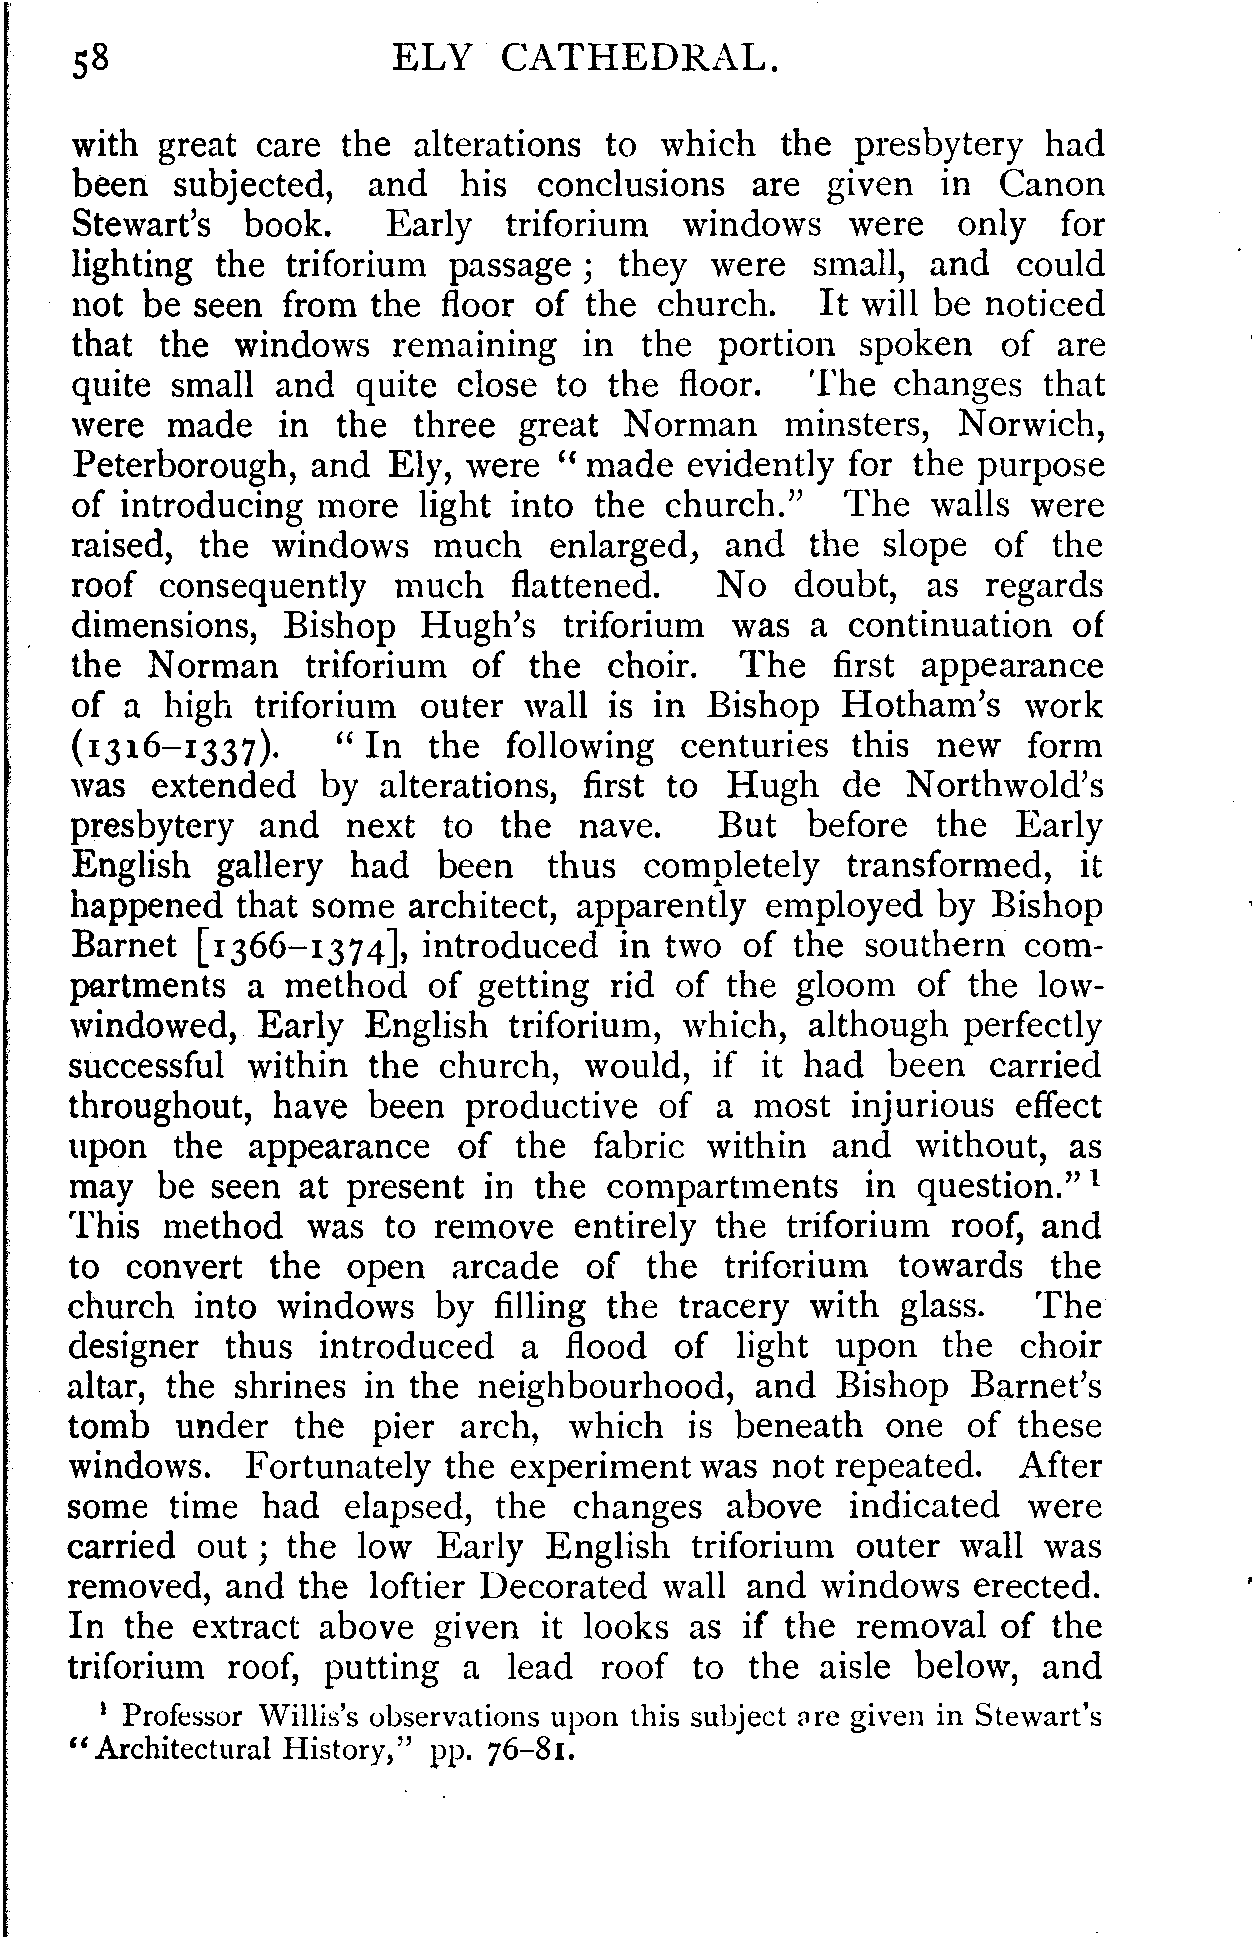 58 ELY CATHEDRAL.
with great care the alterations to which the presbytery had
been subjected, and his conclusions are given in Canon
Stewart's book. Early triforium windows were only for
lighting the triforium passage ; they were small, and could
not be seen from the floor of the church. It will be noticed
that the windows remaining in the portion spoken of are
quite small and quite close to the floor. The changes that
were made in the three great Norman minsters, Norwich,
Peterborough, and Ely, were “ made evidently for the purpose
of introducing more light into the church.” The walls were
raised, the windows much enlarged, and the slope of the
roof consequently much flattened. No doubt, as regards
dimensions, Bishop Hugh's triforium was a continuation of
the Norman triforium of the choir. The first appearance
of a high triforium outer wall is in Bishop Hotham's work
(1316–1337). “ In the following centuries this new form
was extended by alterations, first to Hugh de Northwold's
presbytery and next to the nave. But before the Early
English gallery had been thus completely transformed, it
happened that some architect, apparently employed by Bishop
Barnet [1366–1374], introduced in two of the southern com-
partments a method of getting rid of the gloom of the low-
windowed, Early English triforium, which, although perfectly
successful within the church, would, if it had been carried
throughout, have been productive of a most injurious effect
upon the appearance of the fabric within and without, as
may be seen at present in the compartments in question.” ¹
This method was to remove entirely the triforium roof, and
to convert the open arcade of the triforium towards the
church into windows by filling the tracery with glass. The
designer thus introduced a flood of light upon the choir
altar, the shrines in the neighbourhood, and Bishop Barnet's
tomb under the pier arch, which is beneath one of these
windows. Fortunately the experiment was not repeated. After
some time had elapsed, the changes above indicated were
carried out ; the low Early English triforium outer wall was
removed, and the loftier Decorated wall and windows erected.
In the extract above given it looks as if the removal of the
triforium roof, putting a lead roof to the aisle below, and
¹ Professor Willis's observations upon this subject are given in Stewart's
“ Architectural History,” pp. 76–81.